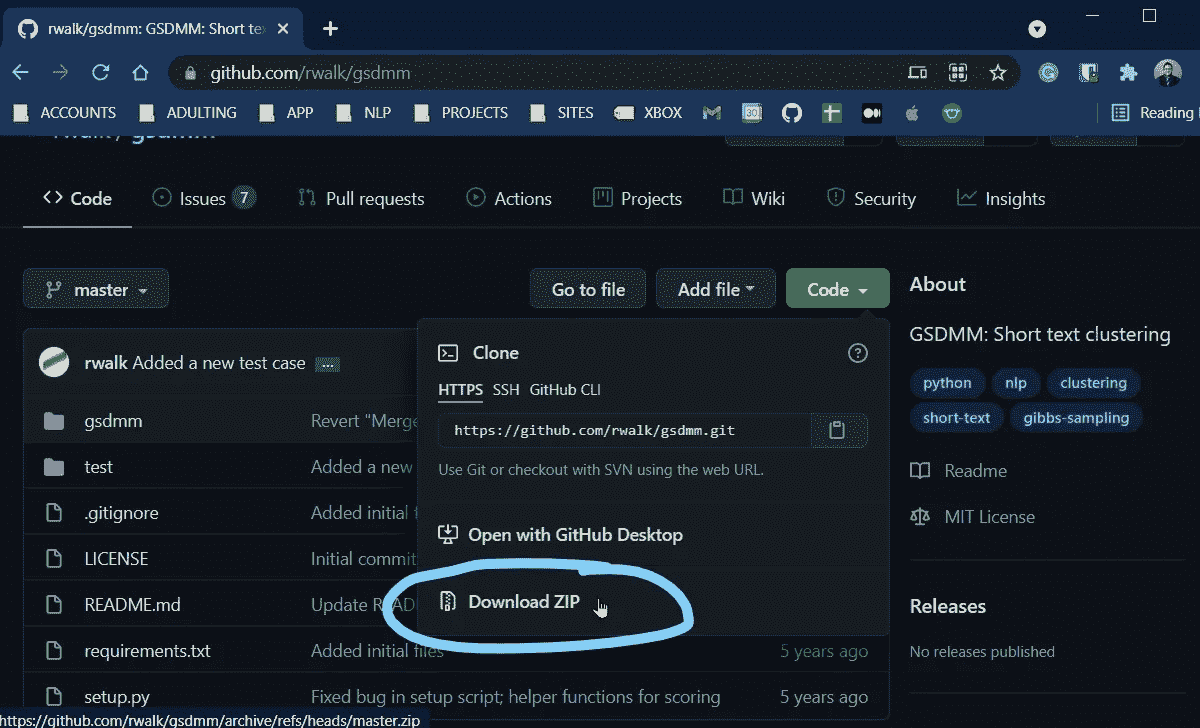 rwalk/gsdmm: GSDMM: Short te
github.com/rwalk/gsdmm
ACCOUNTS ADULTING APP NLP PROJECTS SITES XBOX 30 Reading
rwalk/gsdmm
Code Issues 7 Pull requests Actions Projects Wiki Security Insights
master Go to file Add file Code
About
GSDMM: Short text clustering
python nlp clustering
short-text gibbs-sampling
Readme
MIT License
Releases
No releases published
rwalk Added a new test case ...
gsdmm Revert "Merge
test Added a new
.gitignore Added initial f
LICENSE Initial commit
README.md Update READ
requirements.txt Added initial files 5 years ago
setup.py Fixed bug in setup script; helper functions for scoring 5 years ago
Clone
HTTPS SSH GitHub CLI
https://github.com/rwalk/gsdmm.git
Use Git or checkout with SVN using the web URL.
Open with GitHub Desktop
Download ZIP
https://github.com/rwalk/gsdmm/archive/refs/heads/master.zip